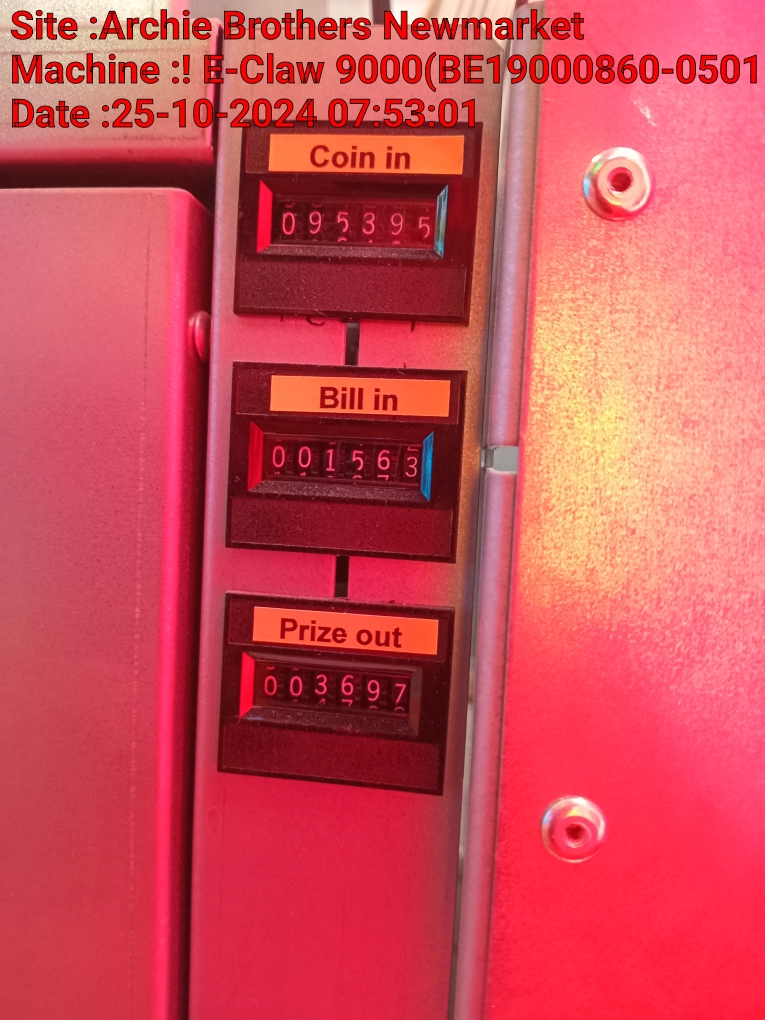 Site :Archie Brothers Newmarket
Machine :! E-Claw 9000(BE19000860-0501
Date :25-10-2024 07:53:01
Coin in
095395
Bill in
001563
Prize out
003697